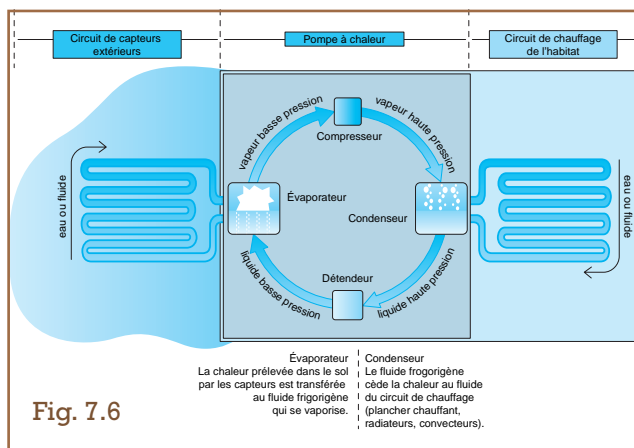 Circuit de capteurs
extérieurs
Pompe à chaleur
Circuit de chauffage
de l'habitat
eau ou fluide
vapeur basse pression
Compresseur
vapeur haute pression
Évaporateur
Condenseur
eau ou fluide
liquide basse pression
Détendeur
liquide haute pression
Évaporateur
La chaleur prélevée dans le sol
par les capteurs est transférée
au fluide frigorigène
qui se vaporise.
Condenseur
Le fluide frogorigène
cède la chaleur au fluide
du circuit de chauffage
(plancher chauffant,
radiateurs, convecteurs).
Fig. 7.6